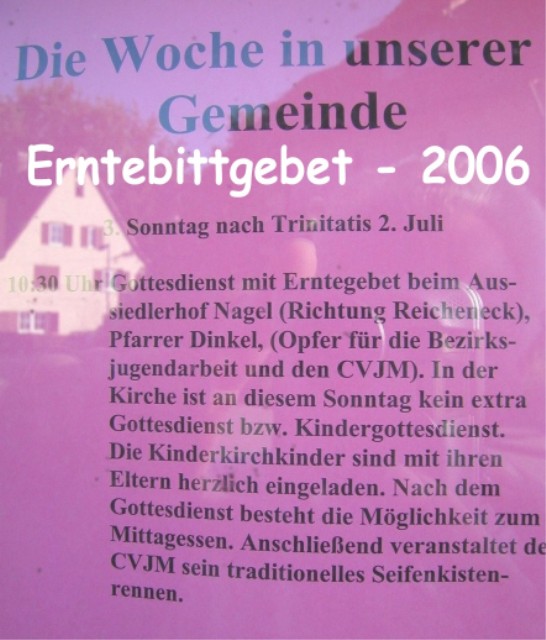 Die Woche in unserer
Gemeinde
Erntebittgebet - 2006
3. Sonntag nach Trinitatis 2. Juli
10:30 Uhr Gottesdienst mit Erntegebet beim Aus-
siedlerhof Nagel (Richtung Reicheneck),
Pfarrer Dinkel, (Opfer für die Bezirks-
jugendarbeit und den CVJM). In der
Kirche ist an diesem Sonntag kein extra
Gottesdienst bzw. Kindergottesdienst.
Die Kinderkirchkinder sind mit ihren
Eltern herzlich eingeladen. Nach dem
Gottesdienst besteht die Möglichkeit zum
Mittagessen. Anschließend veranstaltet de
CVJM sein traditionelles Seifenkisten-
rennen.